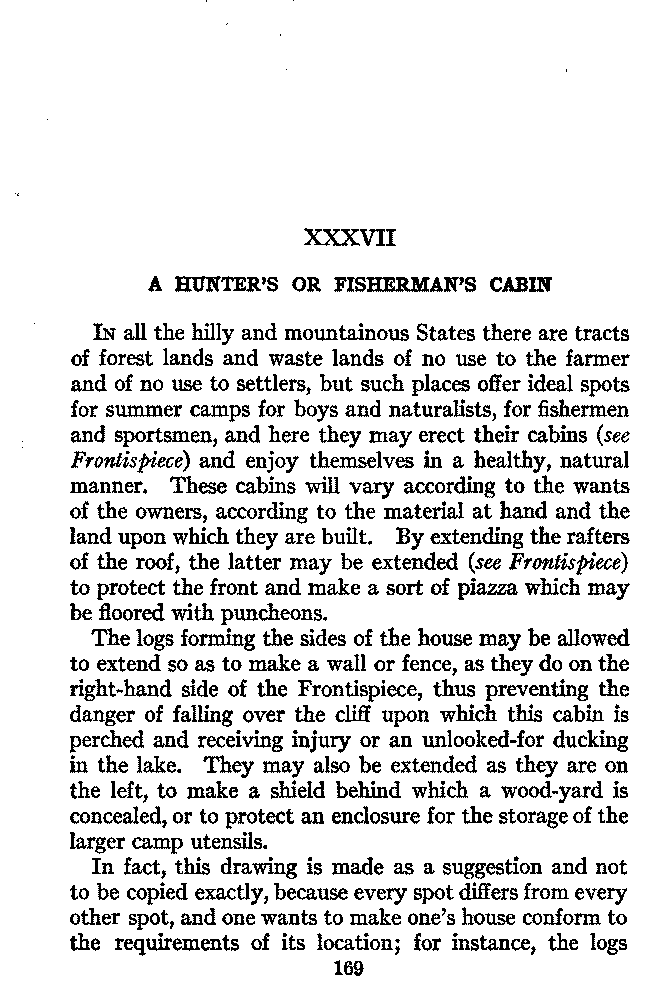 XXXVII
A HUNTER'S OR FISHERMAN'S CABIN
In all the hilly and mountainous States there are tracts
of forest lands and waste lands of no use to the farmer
and of no use to settlers, but such places offer ideal spots
for summer camps for boys and naturalists, for fishermen
and sportsmen, and here they may erect their cabins (see
Frontispiece) and enjoy themselves in a healthy, natural
manner. These cabins will vary according to the wants
of the owners, according to the material at hand and the
land upon which they are built. By extending the rafters
of the roof, the latter may be extended (see Frontispiece)
to protect the front and make a sort of piazza which may
be floored with puncheons.
The logs forming the sides of the house may be allowed
to extend so as to make a wall or fence, as they do on the
right-hand side of the Frontispiece, thus preventing the
danger of falling over the cliff upon which this cabin is
perched and receiving injury or an unlooked-for ducking
in the lake. They may also be extended as they are on
the left, to make a shield behind which a wood-yard is
concealed, or to protect an enclosure for the storage of the
larger camp utensils.
In fact, this drawing is made as a suggestion and not
to be copied exactly, because every spot differs from every
other spot, and one wants to make one's house conform to
the requirements of its location; for instance, the logs
169